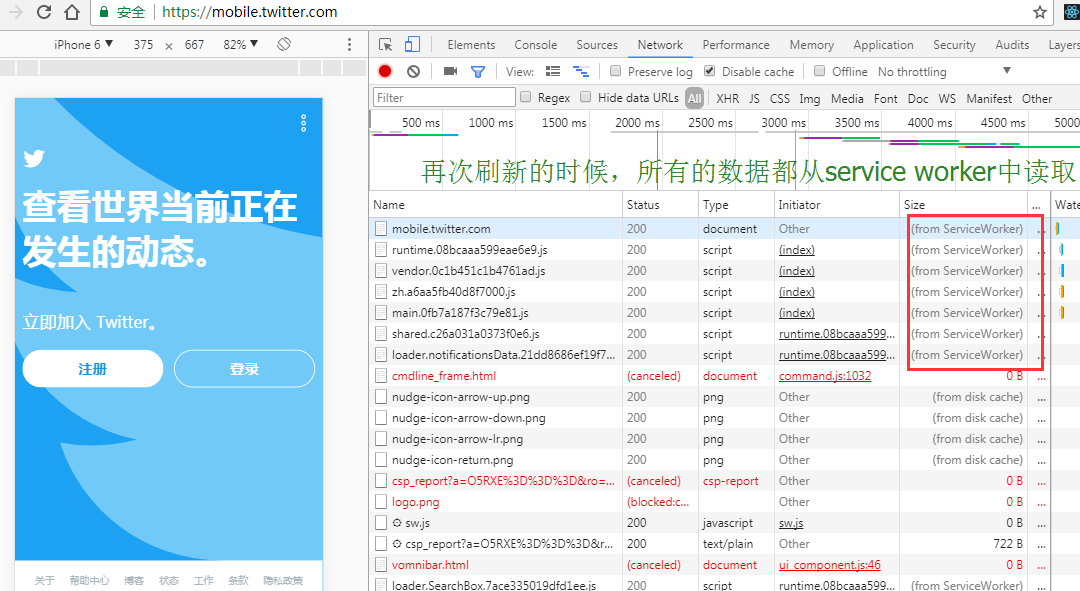 安全 https://mobile.twitter.com
iPhone 6 ▼ 375 × 667 82% ▼
Elements Console Sources Network Performance Memory Application Security Audits Layers
View: Preserve log Disable cache Offline No throttling ▼
Filter Regex Hide data URLs All XHR JS CSS Img Media Font Doc WS Manifest Other
500 ms 1000 ms 1500 ms 2000 ms 2500 ms 3000 ms 3500 ms 4000 ms 4500 ms 5000
再次刷新的时候，所有的数据都从service worker中读取
查看世界当前正在
发生的动态。
立即加入 Twitter。
注册 登录
关于 帮助中心 博客 状态 工作 条款 隐私政策
Name Status Type Initiator Size ... Wate
mobile.twitter.com 200 document Other (from ServiceWorker) ...
runtime.08bcaaa599eae6e9.js 200 script (index) (from ServiceWorker) ...
vendor.0c1b451c1b4761ad.js 200 script (index) (from ServiceWorker) ...
zh.a6aa5fb40d8f7000.js 200 script (index) (from ServiceWorker) ...
main.0fb7a187f3c79e81.js 200 script (index) (from ServiceWorker) ...
shared.c26a031a0373f0e6.js 200 script runtime.08bcaaa599... (from ServiceWorker) ...
loader.notificationsData.21dd8686ef19f7... 200 script runtime.08bcaaa599... (from ServiceWorker) ...
cmdline_frame.html (canceled) document command.js:1032 0 B ...
nudge-icon-arrow-up.png 200 png Other (from disk cache) ...
nudge-icon-arrow-down.png 200 png Other (from disk cache) ...
nudge-icon-arrow-lr.png 200 png Other (from disk cache) ...
nudge-icon-return.png 200 png Other (from disk cache) ...
csp_report?a=O5RXE%3D%3D%3D&ro=... (canceled) csp-report Other 0 B ...
logo.png (blocked:c... Other 0 B ...
sw.js 200 javascript sw.js 0 B ...
csp_report?a=O5RXE%3D%3D%3D&r... 200 text/plain Other 722 B ...
vomnibar.html (canceled) document ui_component.js:46 0 B ...
loader.SearchBox.7ace335019dfd1ee.js 200 script runtime.08bcaaa599... (from ServiceWorker) ...